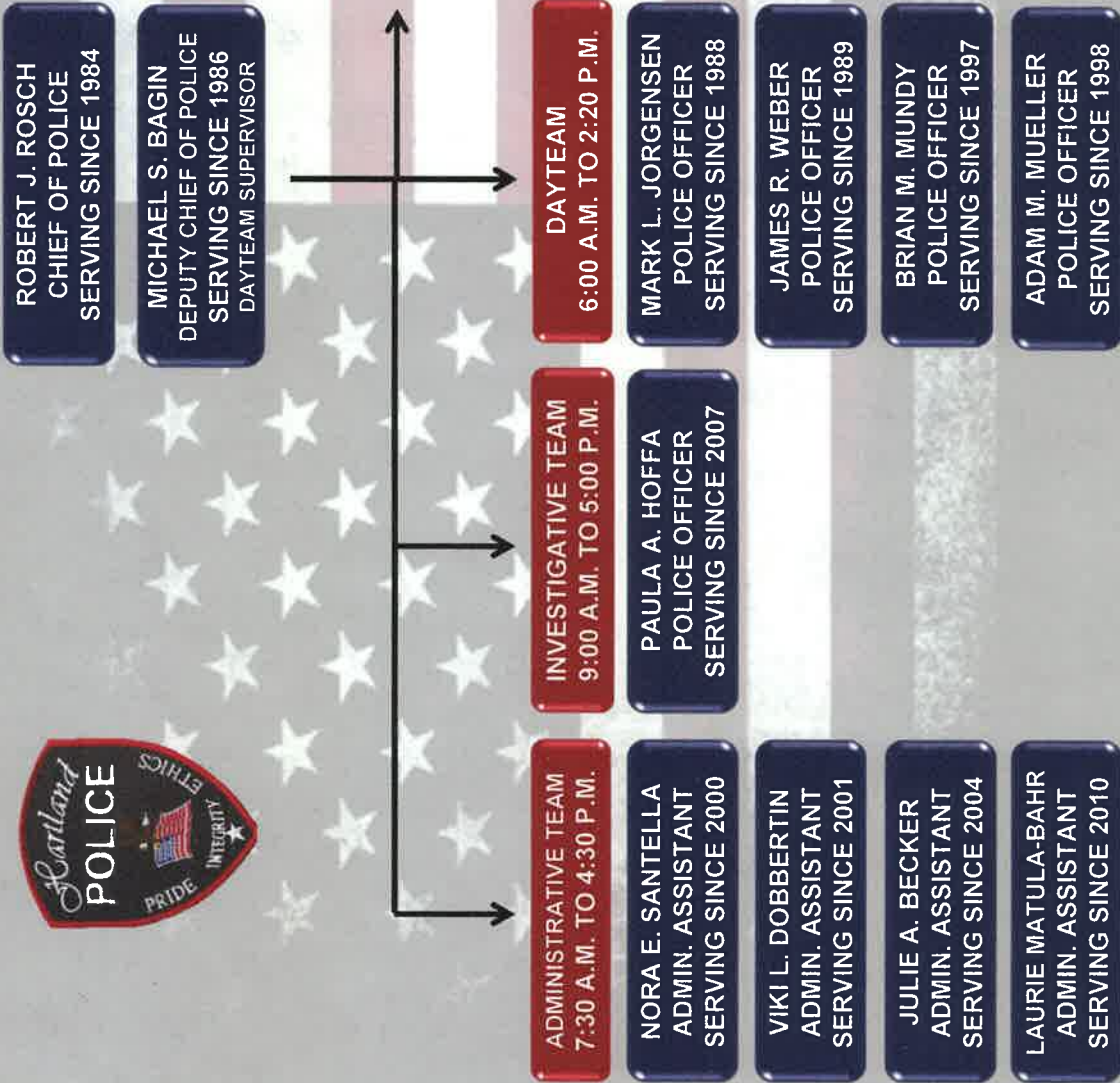 Hartland
POLICE
PRIDE
INTEGRITY
ETHICS
ROBERT J. ROSCH
CHIEF OF POLICE
SERVING SINCE 1984
MICHAEL S. BAGIN
DEPUTY CHIEF OF POLICE
SERVING SINCE 1986
DAYTEAM SUPERVISOR
ADMINISTRATIVE TEAM
7:30 A.M. TO 4:30 P.M.
NORA E. SANTELLA
ADMIN. ASSISTANT
SERVING SINCE 2000
VIKI L. DOBBERTIN
ADMIN. ASSISTANT
SERVING SINCE 2001
JULIE A. BECKER
ADMIN. ASSISTANT
SERVING SINCE 2004
LAURIE MATULA-BAHR
ADMIN. ASSISTANT
SERVING SINCE 2010
INVESTIGATIVE TEAM
9:00 A.M. TO 5:00 P.M.
PAULA A. HOFFA
POLICE OFFICER
SERVING SINCE 2007
DAYTEAM
6:00 A.M. TO 2:20 P.M.
MARK L. JORGENSEN
POLICE OFFICER
SERVING SINCE 1988
JAMES R. WEBER
POLICE OFFICER
SERVING SINCE 1989
BRIAN M. MUNDY
POLICE OFFICER
SERVING SINCE 1997
ADAM M. MUELLER
POLICE OFFICER
SERVING SINCE 1998